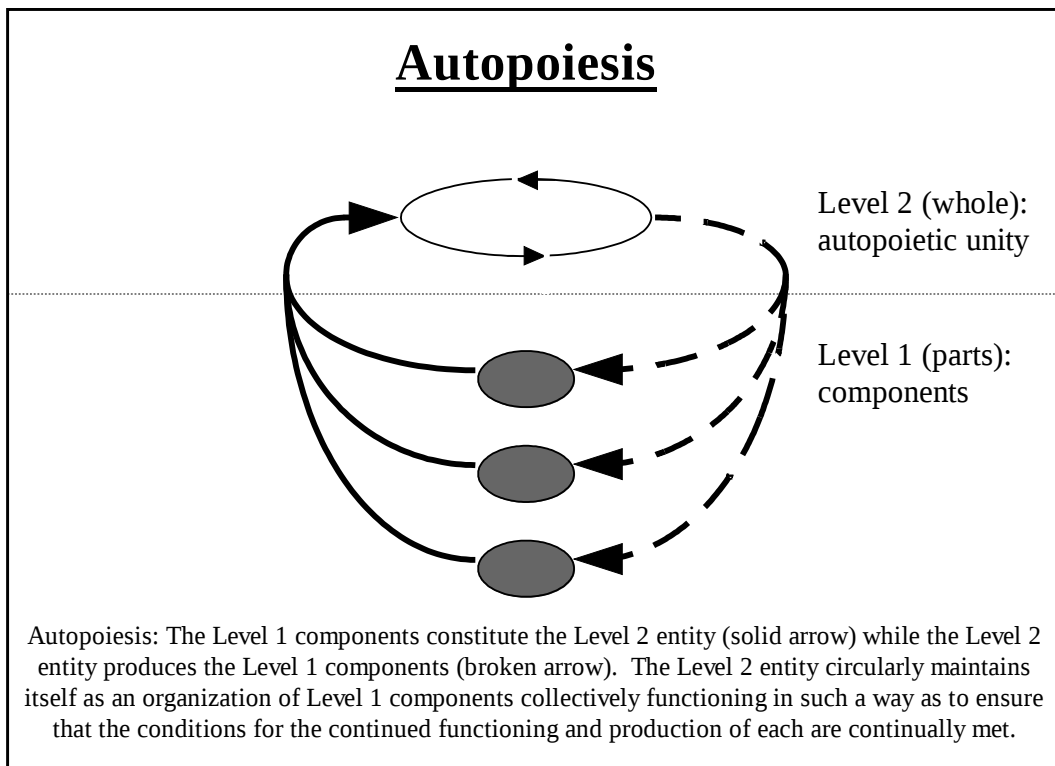 Autopoiesis
Level 2 (whole):
autopoietic unity
Level 1 (parts):
components
Autopoiesis: The Level 1 components constitute the Level 2 entity (solid arrow) while the Level 2
entity produces the Level 1 components (broken arrow).  The Level 2 entity circularly maintains
itself as an organization of Level 1 components collectively functioning in such a way as to ensure
that the conditions for the continued functioning and production of each are continually met.